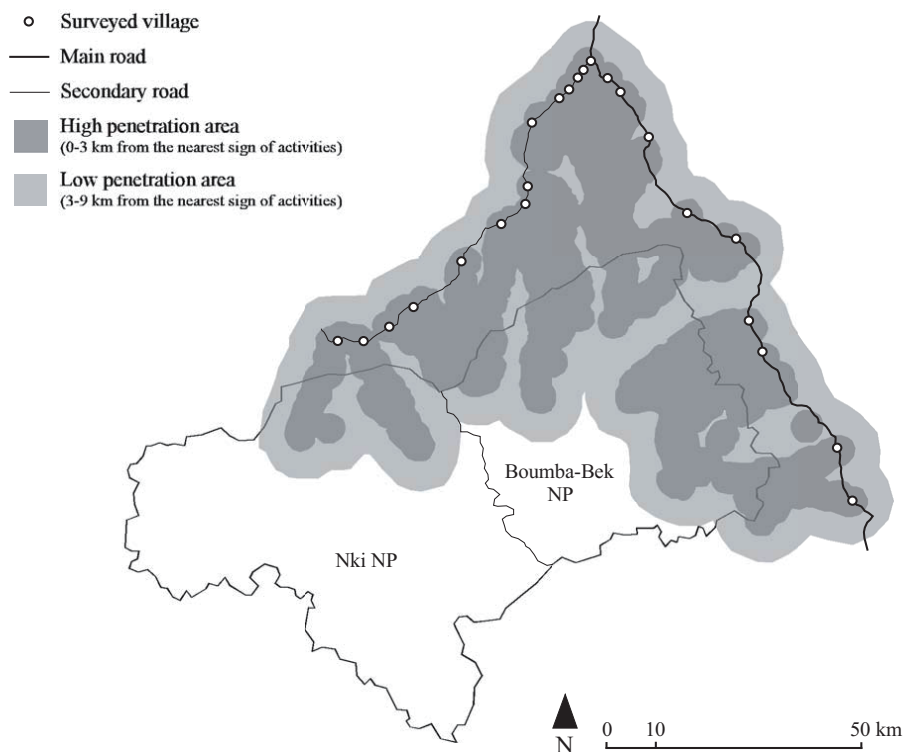 Surveyed village
Main road
Secondary road
High penetration area
(0-3 km from the nearest sign of activities)
Low penetration area
(3-9 km from the nearest sign of activities)
Boumba-Bek
NP
Nki NP
N
0 10 50 km